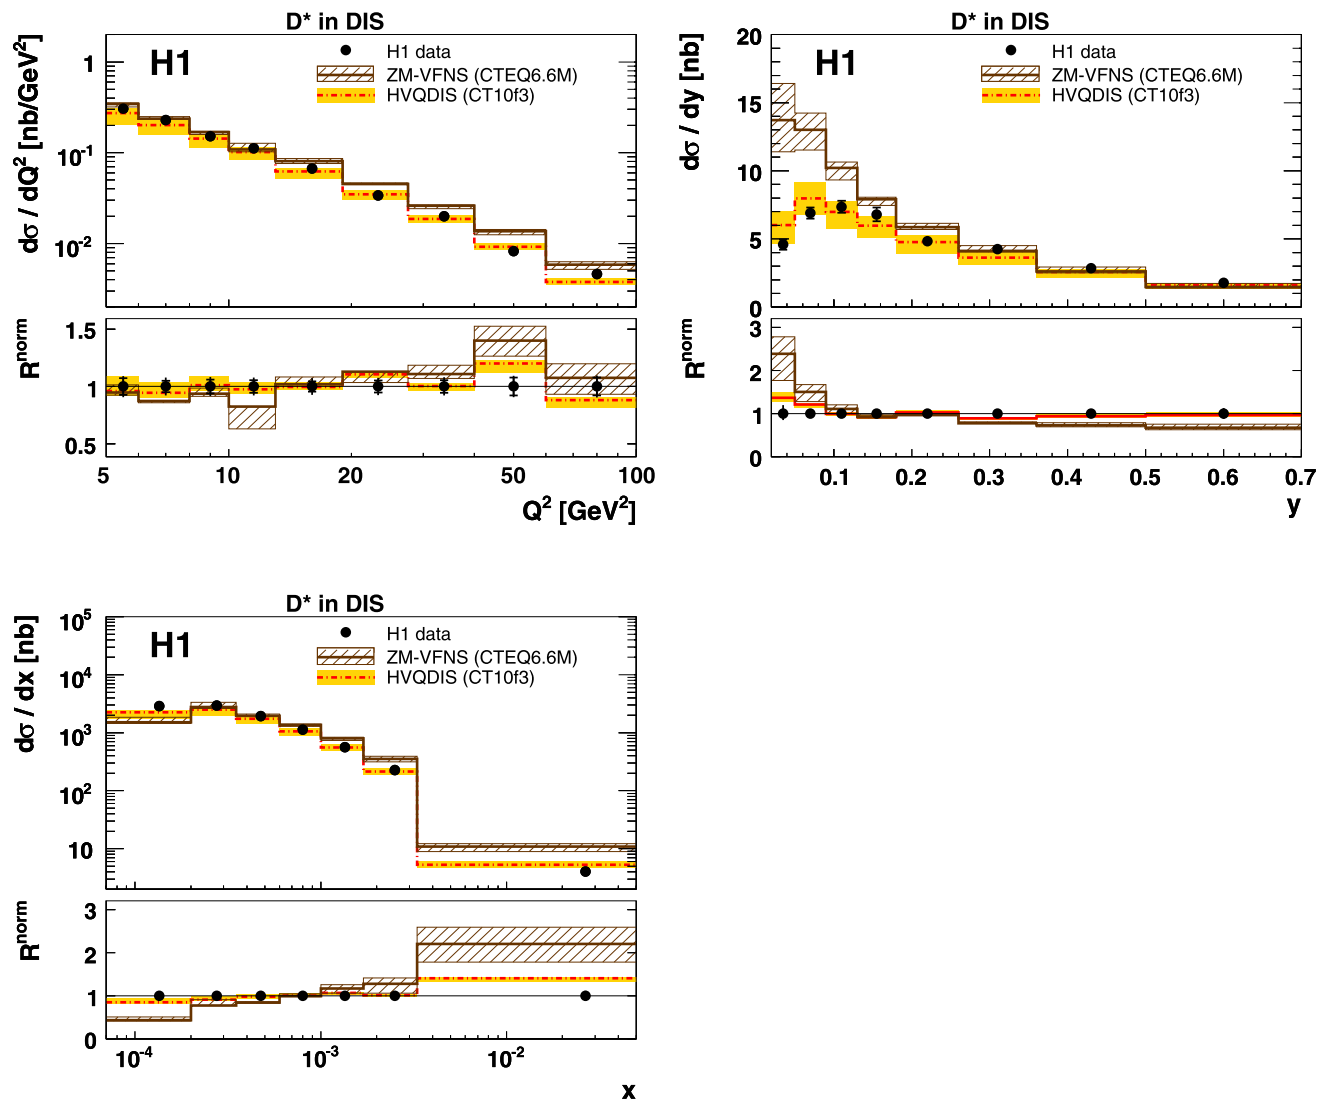 D* in DIS
H1
H1 data
ZM-VFNS (CTEQ6.6M)
HVQDIS (CT10f3)
dσ / dQ² [nb/GeV²]
1
10⁻¹
10⁻²
R^norm
1.5
1
0.5
5 10 20 50 100
Q² [GeV²]
D* in DIS
H1
H1 data
ZM-VFNS (CTEQ6.6M)
HVQDIS (CT10f3)
dσ / dy [nb]
20
15
10
5
0
R^norm
3
2
1
0
0.1 0.2 0.3 0.4 0.5 0.6 0.7
y
D* in DIS
H1
H1 data
ZM-VFNS (CTEQ6.6M)
HVQDIS (CT10f3)
dσ / dx [nb]
10⁵
10⁴
10³
10²
10
R^norm
3
2
1
0
10⁻⁴ 10⁻³ 10⁻²
x